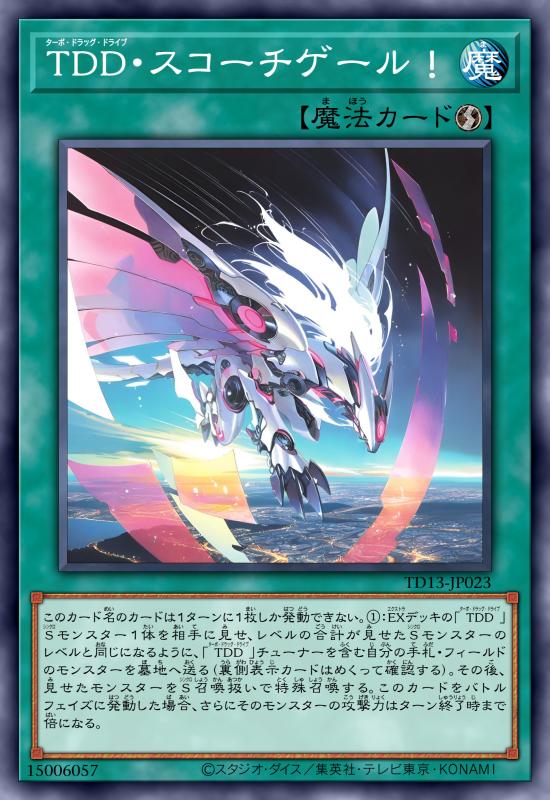 ターボ・ドラッグ・ドライブ
TDD・スコーチゲール！
ま
魔
まほう
【魔法カード】
TD13-JP023
このカード名のカードは1ターンに1枚しか発動できない。①：EXデッキの「TDD」
Ｓモンスター１体を相手に見せ、レベルの合計が見せたＳモンスターの
レベルと同じになるように、「TDD」チューナーを含む自分の手札・フィールド
のモンスターを墓地へ送る（裏側表示カードはめくって確認する）。その後、
見せたモンスターをＳ召喚扱いで特殊召喚する。このカードをバトル
フェイズに発動した場合、さらにそのモンスターの攻撃力はターン終了時まで
倍になる。
15006057
©スタジオ・ダイス／集英社・テレビ東京・KONAMI